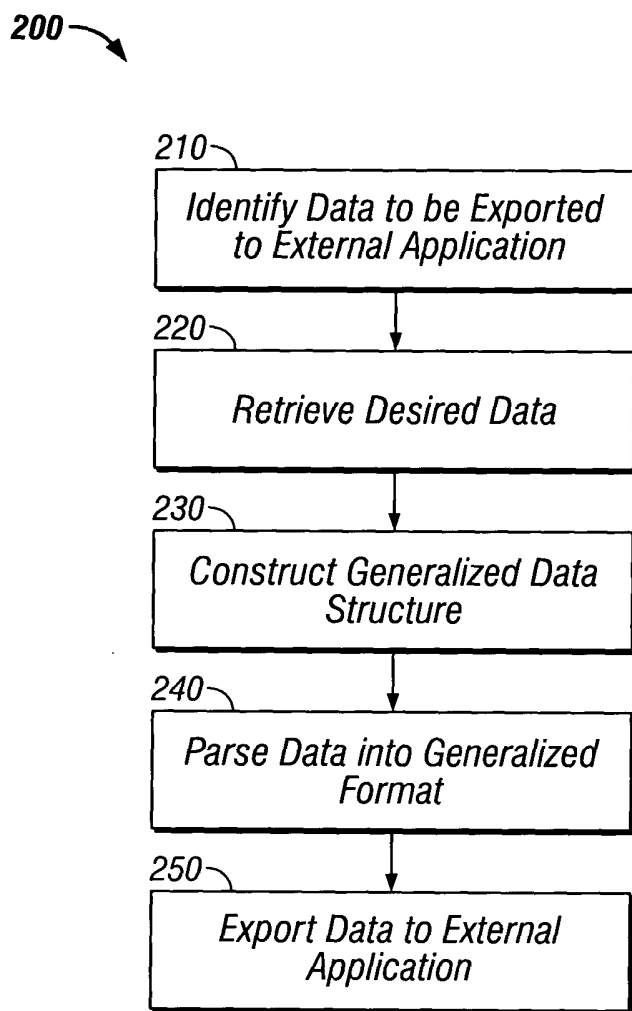 200
210
Identify Data to be Exported
to External Application
220
Retrieve Desired Data
230
Construct Generalized Data
Structure
240
Parse Data into Generalized
Format
250
Export Data to External
Application